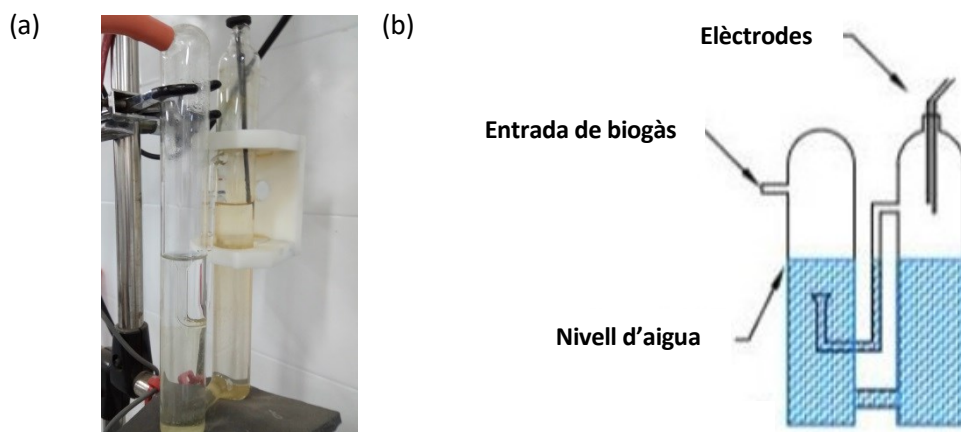 (a)
(b)
Elèctrodes
Entrada de biogàs
Nivell d’aigua